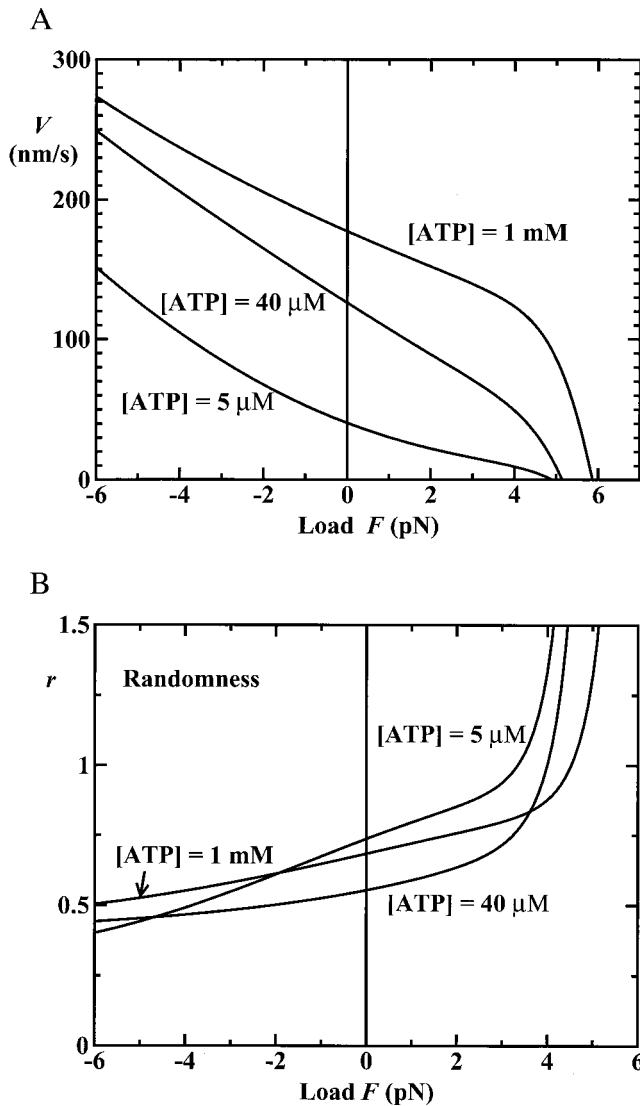 A
300
V
(nm/s)
200
[ATP] = 1 mM
[ATP] = 40 μM
100
[ATP] = 5 μM
0
-6 -4 -2 0 2 4 6
Load F (pN)
B
1.5
r
Randomness
[ATP] = 5 μM
1
[ATP] = 1 mM
0.5
[ATP] = 40 μM
0
-6 -4 -2 0 2 4 6
Load F (pN)